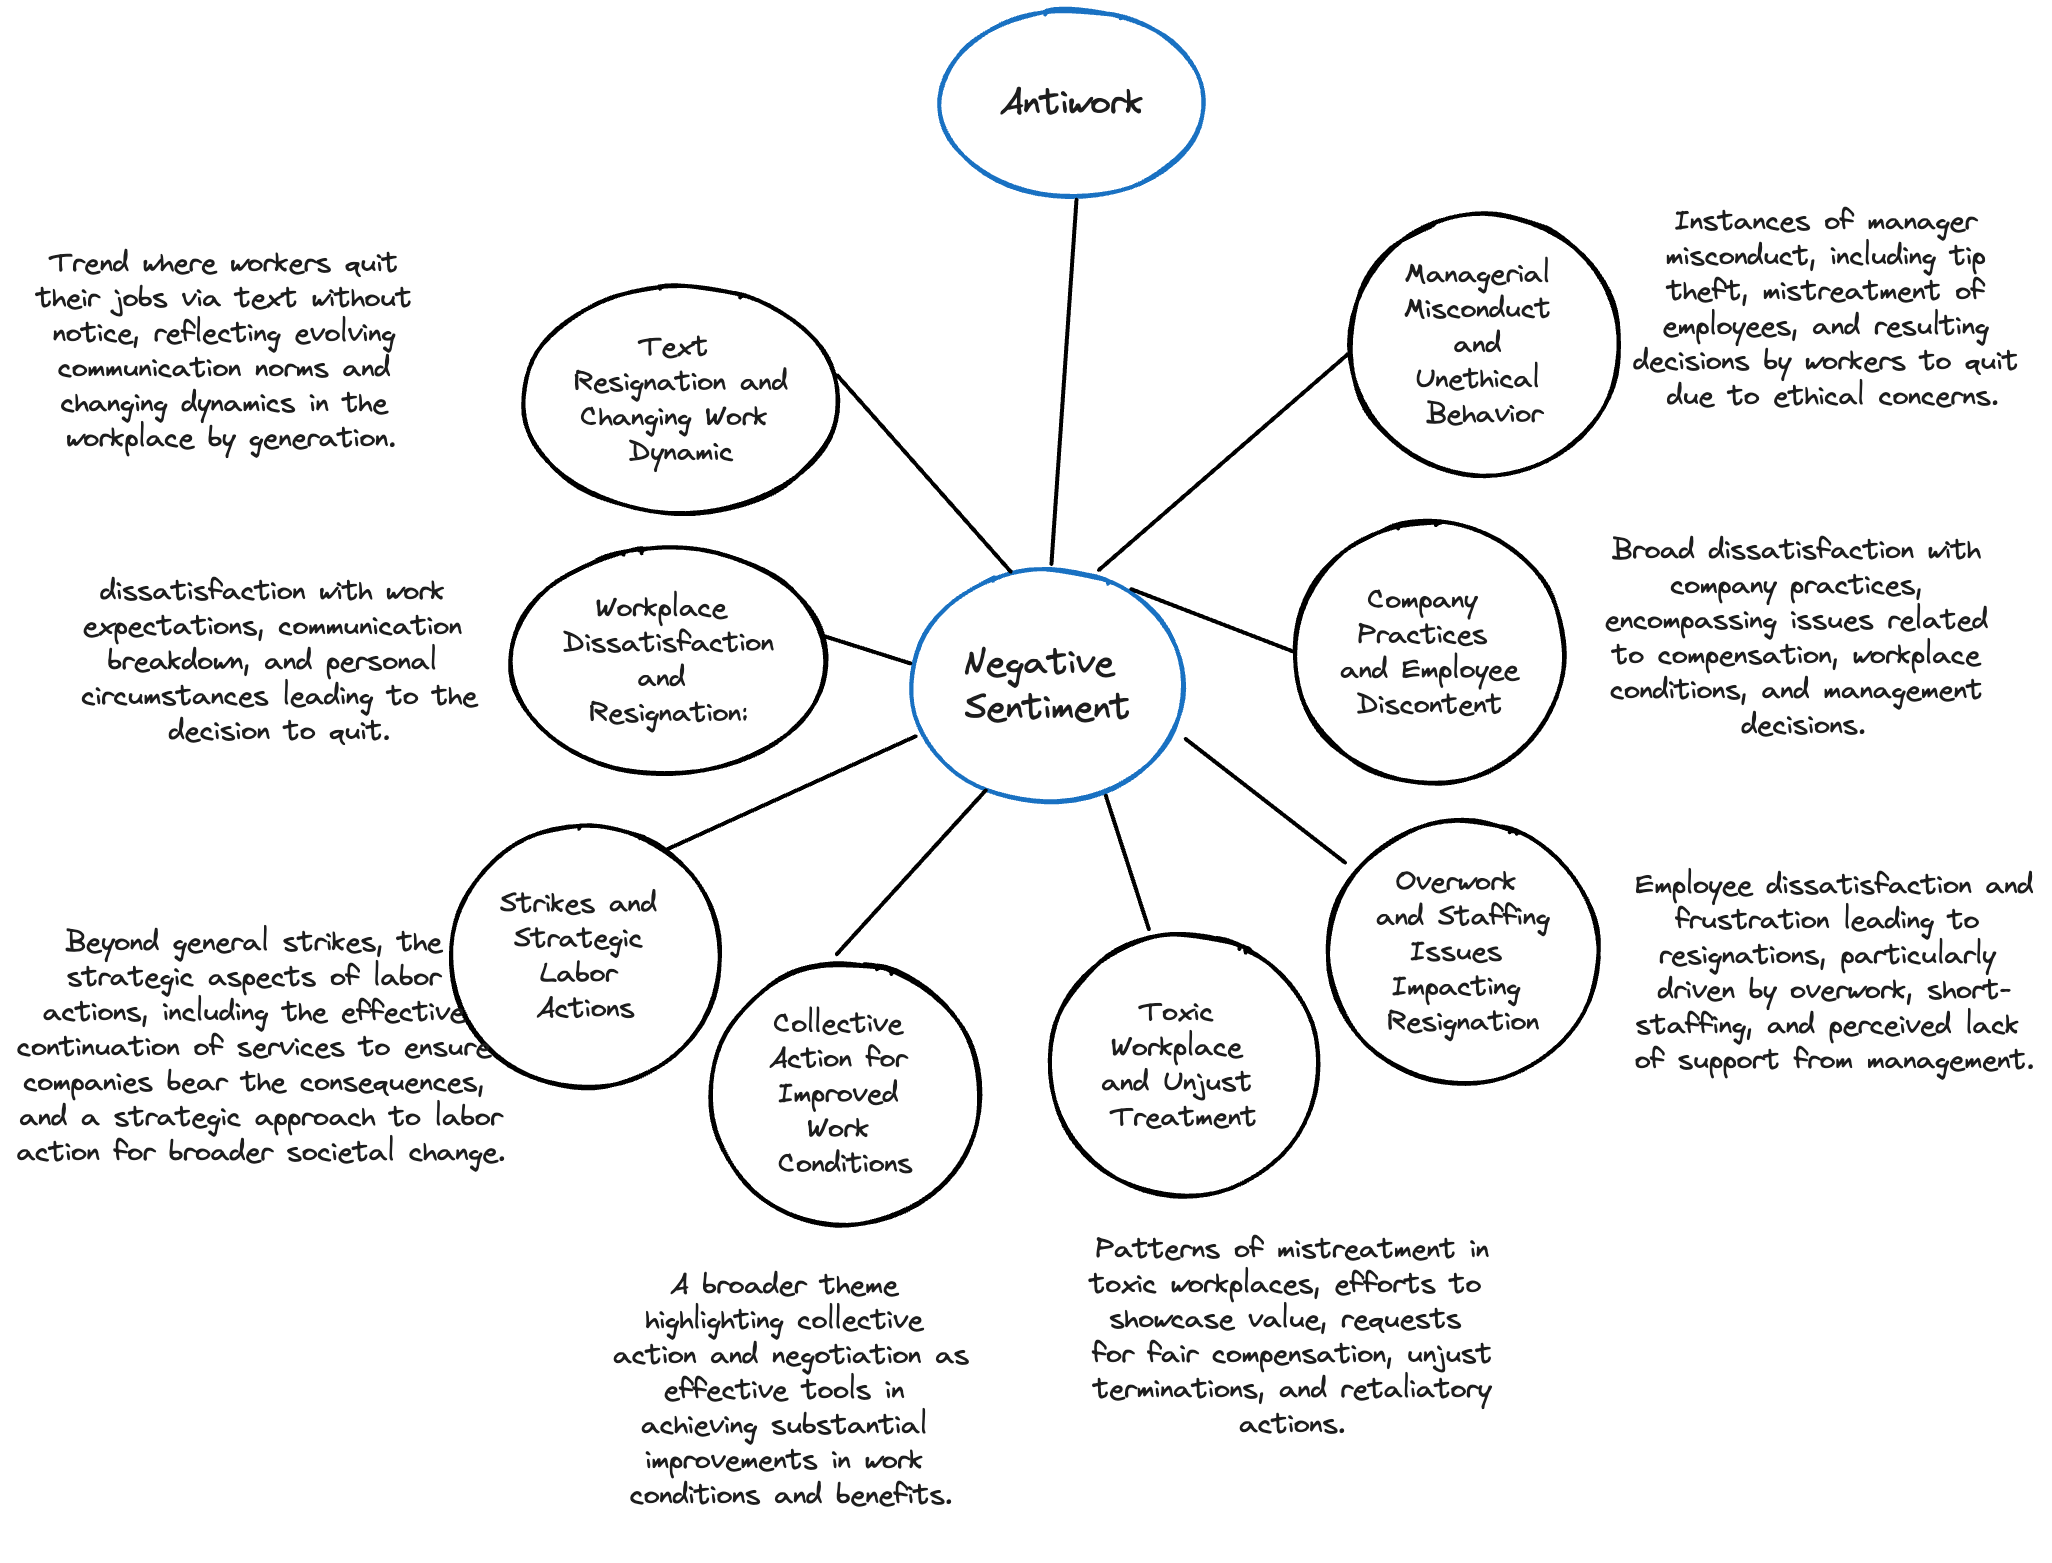 Antiwork
Trend where workers quit
their jobs via text without
notice, reflecting evolving
communication norms and
changing dynamics in the
workplace by generation.
Text
Resignation and
Changing Work
Dynamic
Managerial
Misconduct
and
Unethical
Behavior
Instances of manager
misconduct, including tip
theft, mistreatment of
employees, and resulting
decisions by workers to quit
due to ethical concerns.
dissatisfaction with work
expectations, communication
breakdown, and personal
circumstances leading to the
decision to quit.
Workplace
Dissatisfaction
and
Resignation:
Negative
Sentiment
Company
Practices
and Employee
Discontent
Broad dissatisfaction with
company practices,
encompassing issues related
to compensation, workplace
conditions, and management
decisions.
Beyond general strikes, the
strategic aspects of labor
actions, including the effective
continuation of services to ensure
companies bear the consequences,
and a strategic approach to labor
action for broader societal change.
Strikes and
Strategic
Labor
Actions
Collective
Action for
Improved
Work
Conditions
Toxic
Workplace
and Unjust
Treatment
Overwork
and Staffing
Issues
Impacting
Resignation
Employee dissatisfaction and
frustration leading to
resignations, particularly
driven by overwork, short-
staffing, and perceived lack
of support from management.
A broader theme
highlighting collective
action and negotiation as
effective tools in
achieving substantial
improvements in work
conditions and benefits.
Patterns of mistreatment in
toxic workplaces, efforts to
showcase value, requests
for fair compensation, unjust
terminations, and retaliatory
actions.